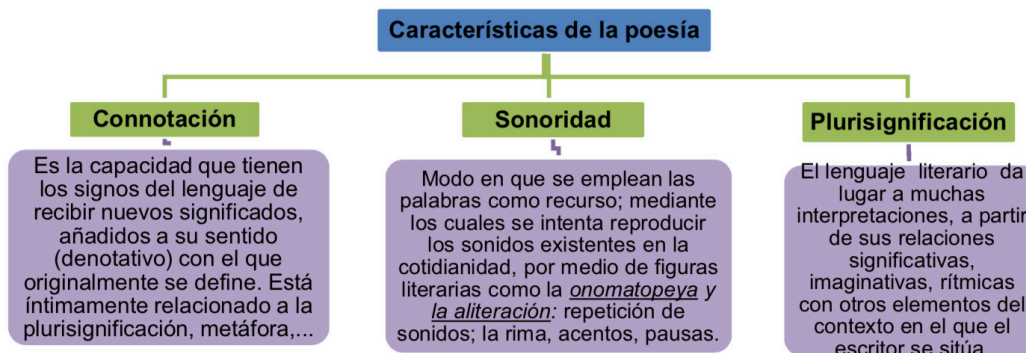 Características de la poesía
Connotación
Es la capacidad que tienen
los signos del lenguaje de
recibir nuevos significados,
añadidos a su sentido
(denotativo) con el que
originalmente se define. Está
íntimamente relacionado a la
plurisignificación, metáfora,...
Sonoridad
Modo en que se emplean las
palabras como recurso; mediante
los cuales se intenta reproducir
los sonidos existentes en la
cotidianidad, por medio de figuras
literarias como la onomatopeya y
la aliteración: repetición de
sonidos; la rima, acentos, pausas.
Plurisignificación
El lenguaje literario da
lugar a muchas
interpretaciones, a partir
de sus relaciones
significativas,
imaginativas, rítmicas
con otros elementos del
contexto en el que el
escritor se sitúa